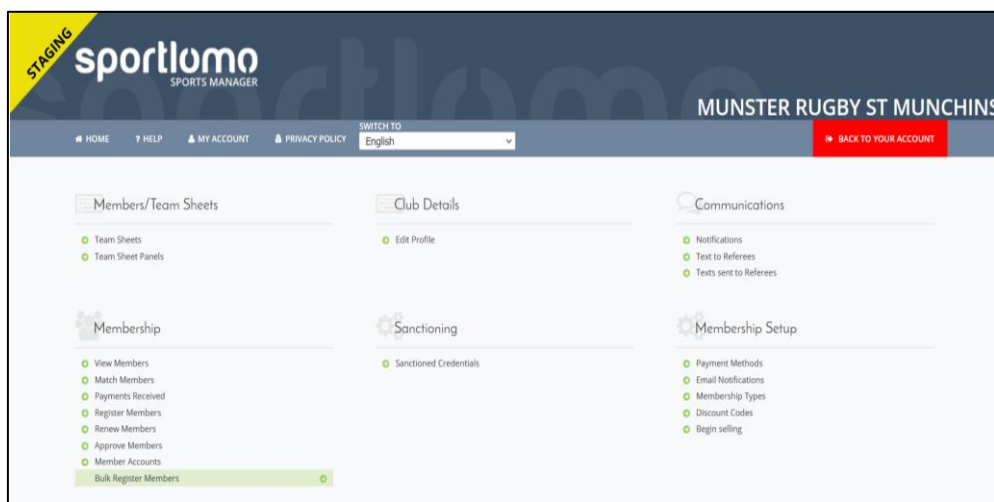 STAGING
sportlomo
SPORTS MANAGER
MUNSTER RUGBY ST MUNCHINS
HOME ? HELP MY ACCOUNT PRIVACY POLICY
SWITCH TO
English
BACK TO YOUR ACCOUNT
Members/Team Sheets
Team Sheets
Team Sheet Panels
Club Details
Edit Profile
Communications
Notifications
Text to Referees
Texts sent to Referees
Membership
View Members
Match Members
Payments Received
Register Members
Renew Members
Approve Members
Member Accounts
Bulk Register Members
Sanctioning
Sanctioned Credentials
Membership Setup
Payment Methods
Email Notifications
Membership Types
Discount Codes
Begin selling